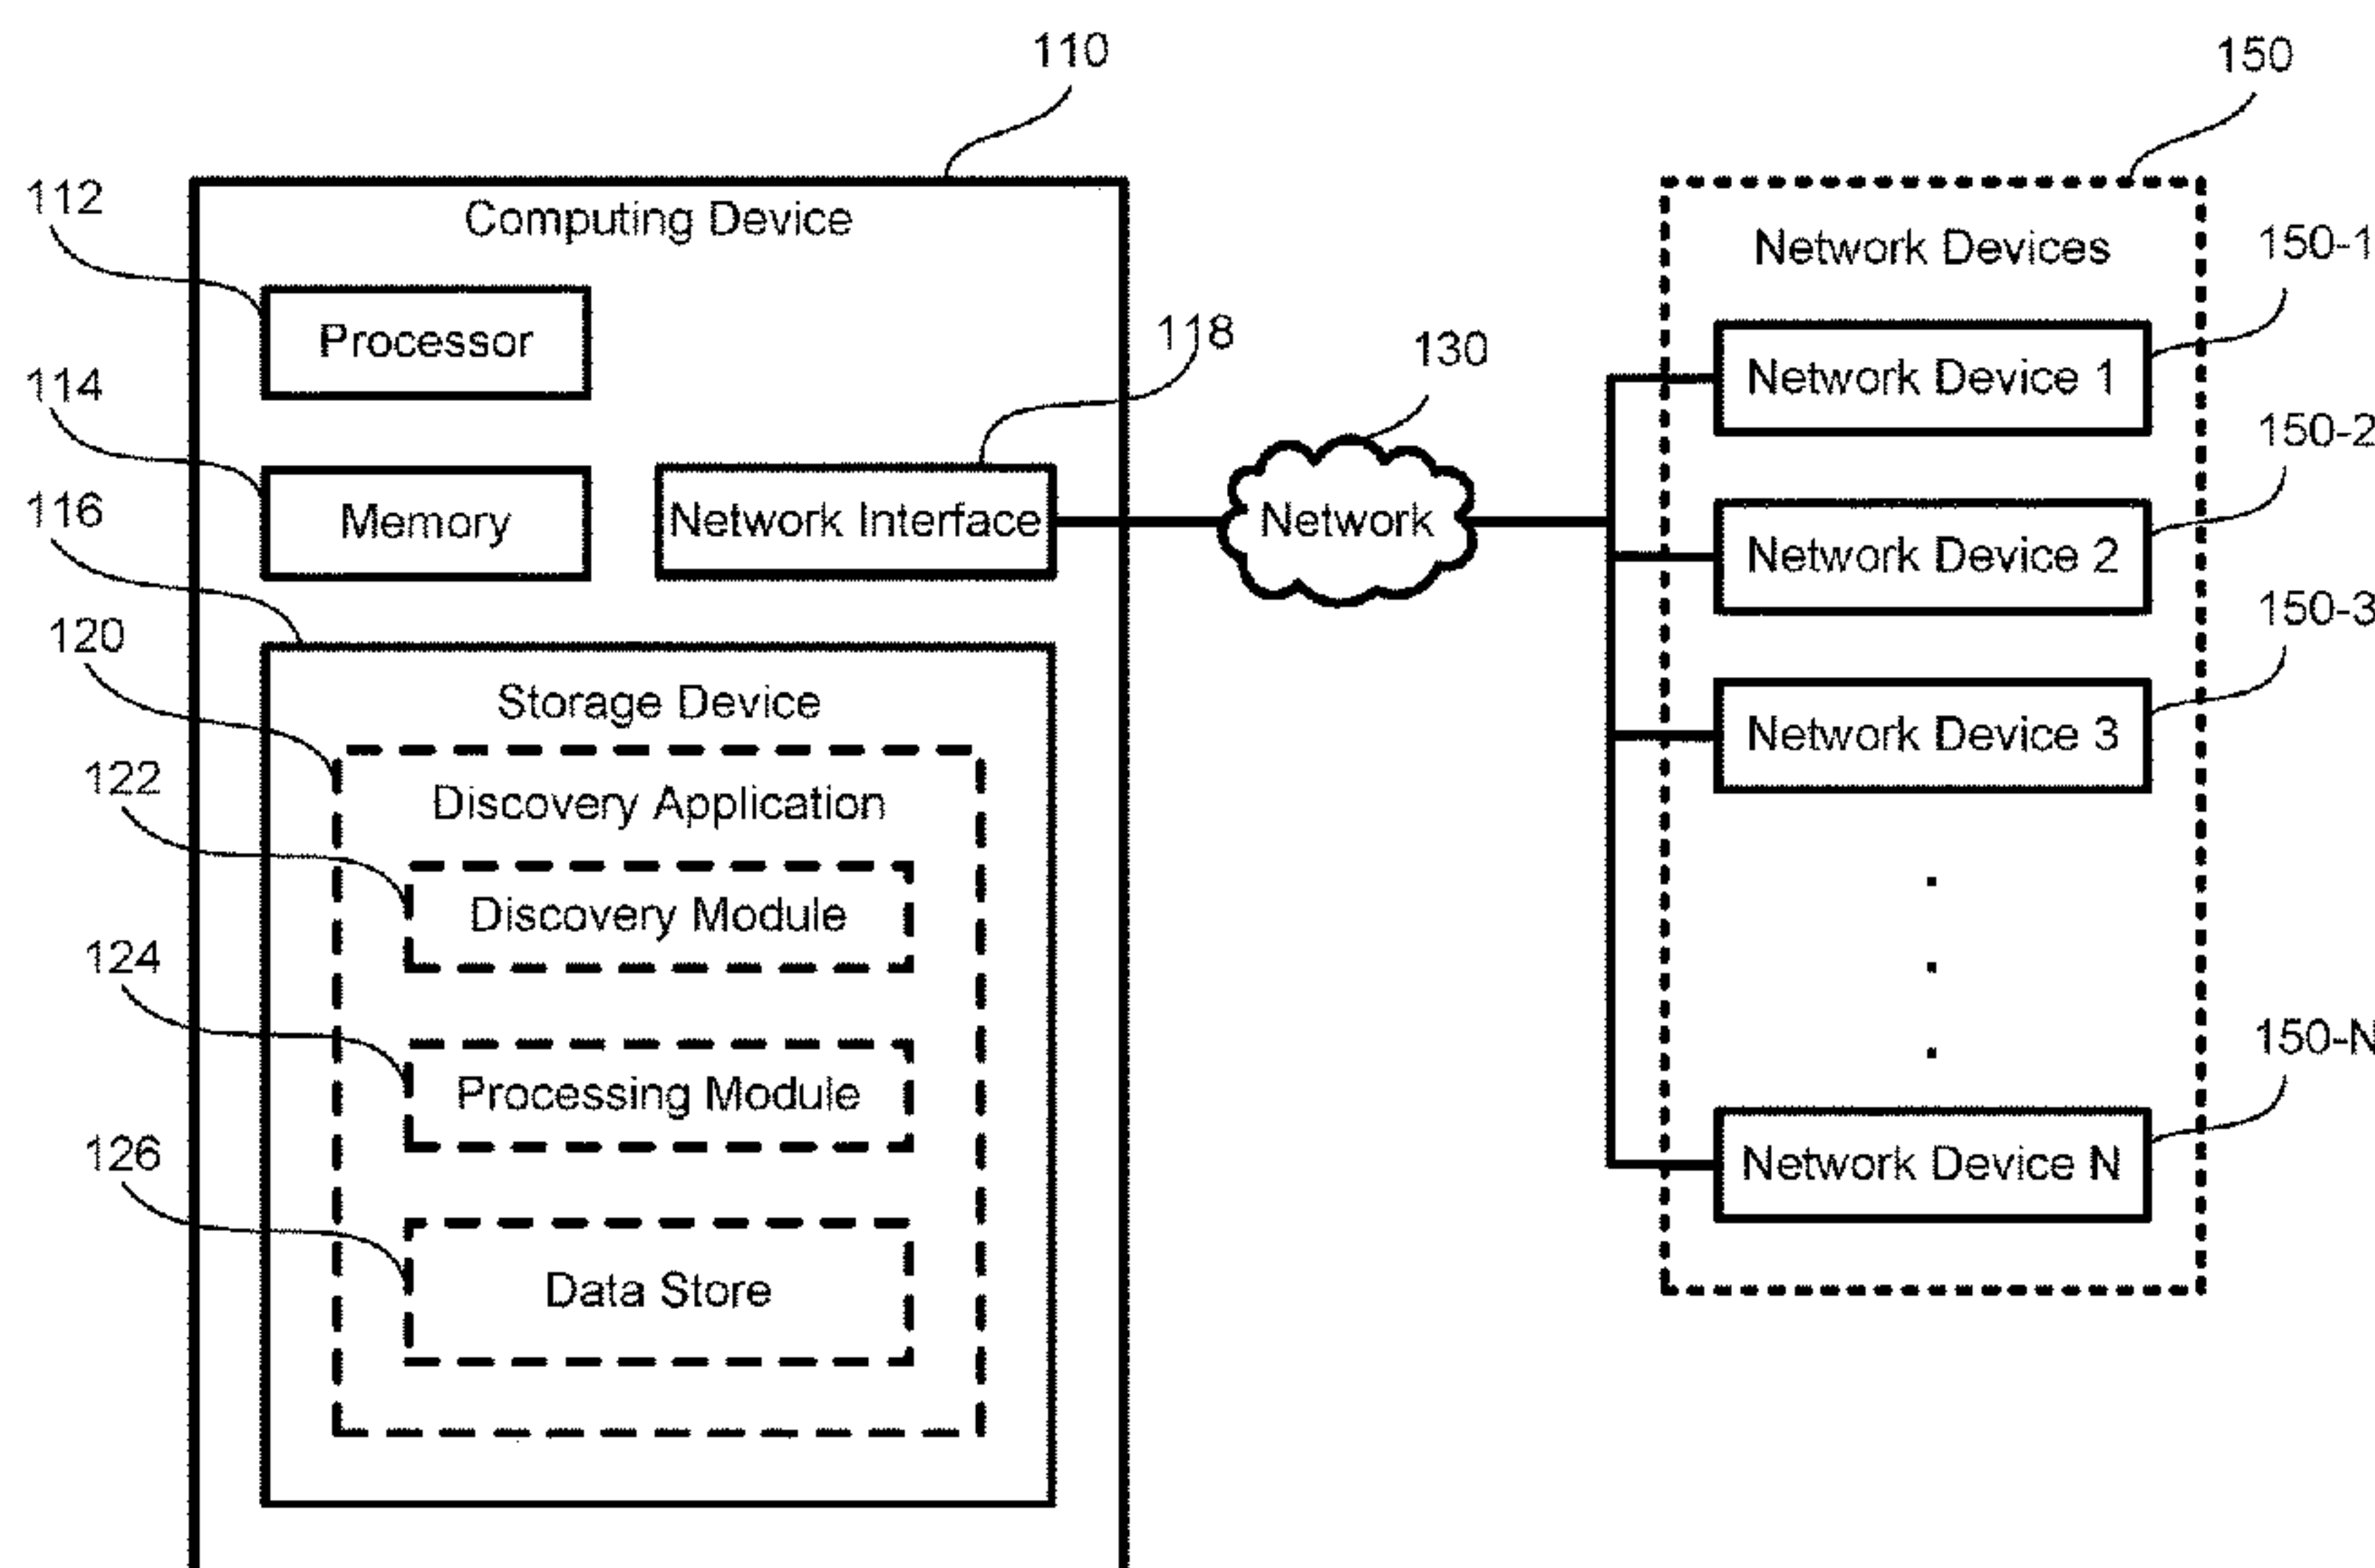 110
150
112
Computing Device
Network Devices
150-1
Processor
118
130
Network Device 1
114
150-2
116
Memory
Network Interface
Network
Network Device 2
150-3
120
Storage Device
Network Device 3
122
Discovery Application
Discovery Module
124
150-N
Processing Module
126
Network Device N
Data Store